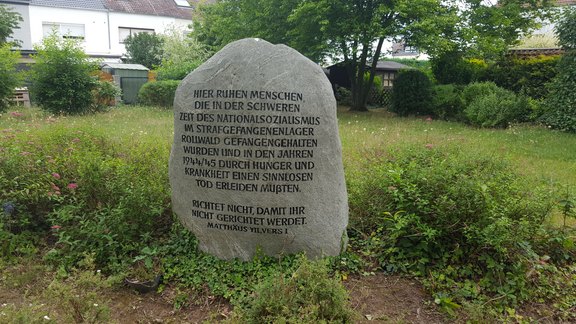 HIER RUHEN MENSCHEN,
DIE IN DER SCHWEREN
ZEIT DES NATIONALSOZIALISMUS
IM STRAFGEFANGENENLAGER
ROLLWALD GEFANGENGEHALTEN
WURDEN UND IN DEN JAHREN
1944/45 DURCH HUNGER UND
KRANKHEIT EINEN SINNLOSEN
TOD ERLEIDEN MUßTEN.
RICHTET NICHT, DAMIT IHR
NICHT GERICHTET WERDET.
MATTHÄUS VII, VERS I